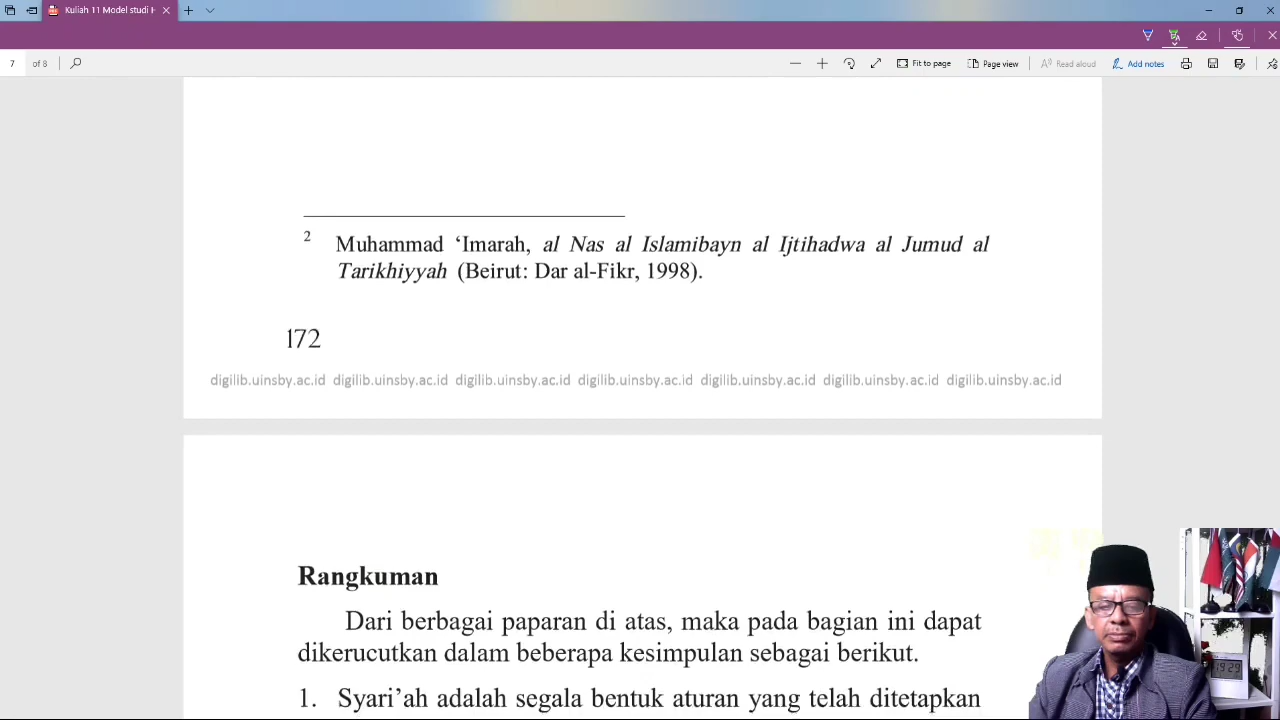 Kuliah 11 Model studi H
7 of 8 Fit to page Page view Read aloud Add notes
2 Muhammad ‘Imarah, al Nas al Islamibayn al Ijtihadwa al Jumud al
Tarikhiyyah (Beirut: Dar al-Fikr, 1998).
172
digilib.uinsby.ac.id digilib.uinsby.ac.id digilib.uinsby.ac.id digilib.uinsby.ac.id digilib.uinsby.ac.id digilib.uinsby.ac.id digilib.uinsby.ac.id
Rangkuman
Dari berbagai paparan di atas, maka pada bagian ini dapat
dikerucutkan dalam beberapa kesimpulan sebagai berikut.
1. Syari’ah adalah segala bentuk aturan yang telah ditetapkan
19:29